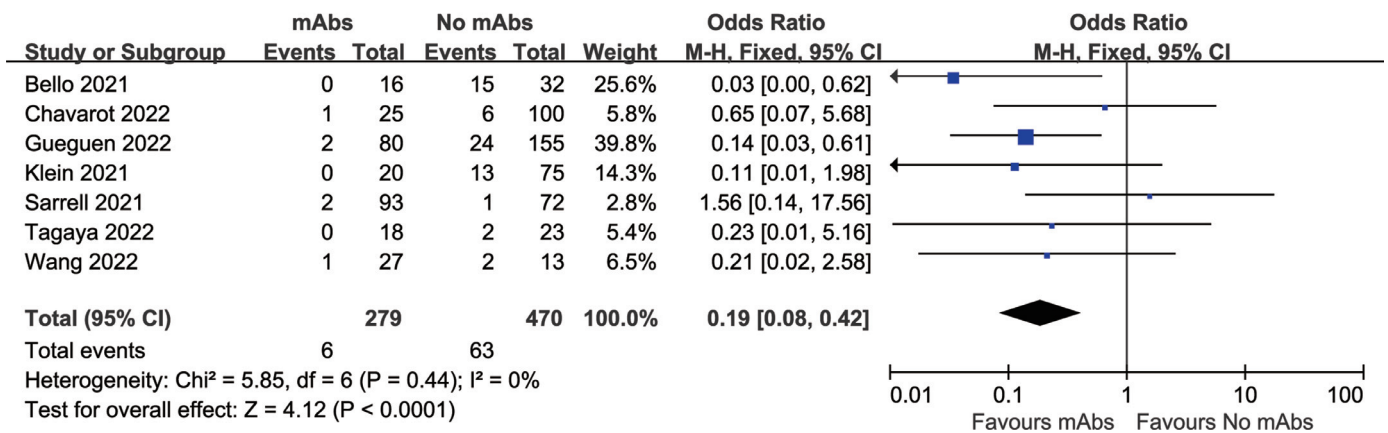 mAbs No mAbs Odds Ratio Odds Ratio
Study or Subgroup Events Total Events Total Weight M-H, Fixed, 95% CI M-H, Fixed, 95% CI
Bello 2021 0 16 15 32 25.6% 0.03 [0.00, 0.62]
Chavarot 2022 1 25 6 100 5.8% 0.65 [0.07, 5.68]
Gueguen 2022 2 80 24 155 39.8% 0.14 [0.03, 0.61]
Klein 2021 0 20 13 75 14.3% 0.11 [0.01, 1.98]
Sarrell 2021 2 93 1 72 2.8% 1.56 [0.14, 17.56]
Tagaya 2022 0 18 2 23 5.4% 0.23 [0.01, 5.16]
Wang 2022 1 27 2 13 6.5% 0.21 [0.02, 2.58]
Total (95% CI) 279 470 100.0% 0.19 [0.08, 0.42]
Total events 6 63
Heterogeneity: Chi² = 5.85, df = 6 (P = 0.44); I² = 0%
Test for overall effect: Z = 4.12 (P < 0.0001)
0.01 0.1 1 10 100
Favours mAbs Favours No mAbs